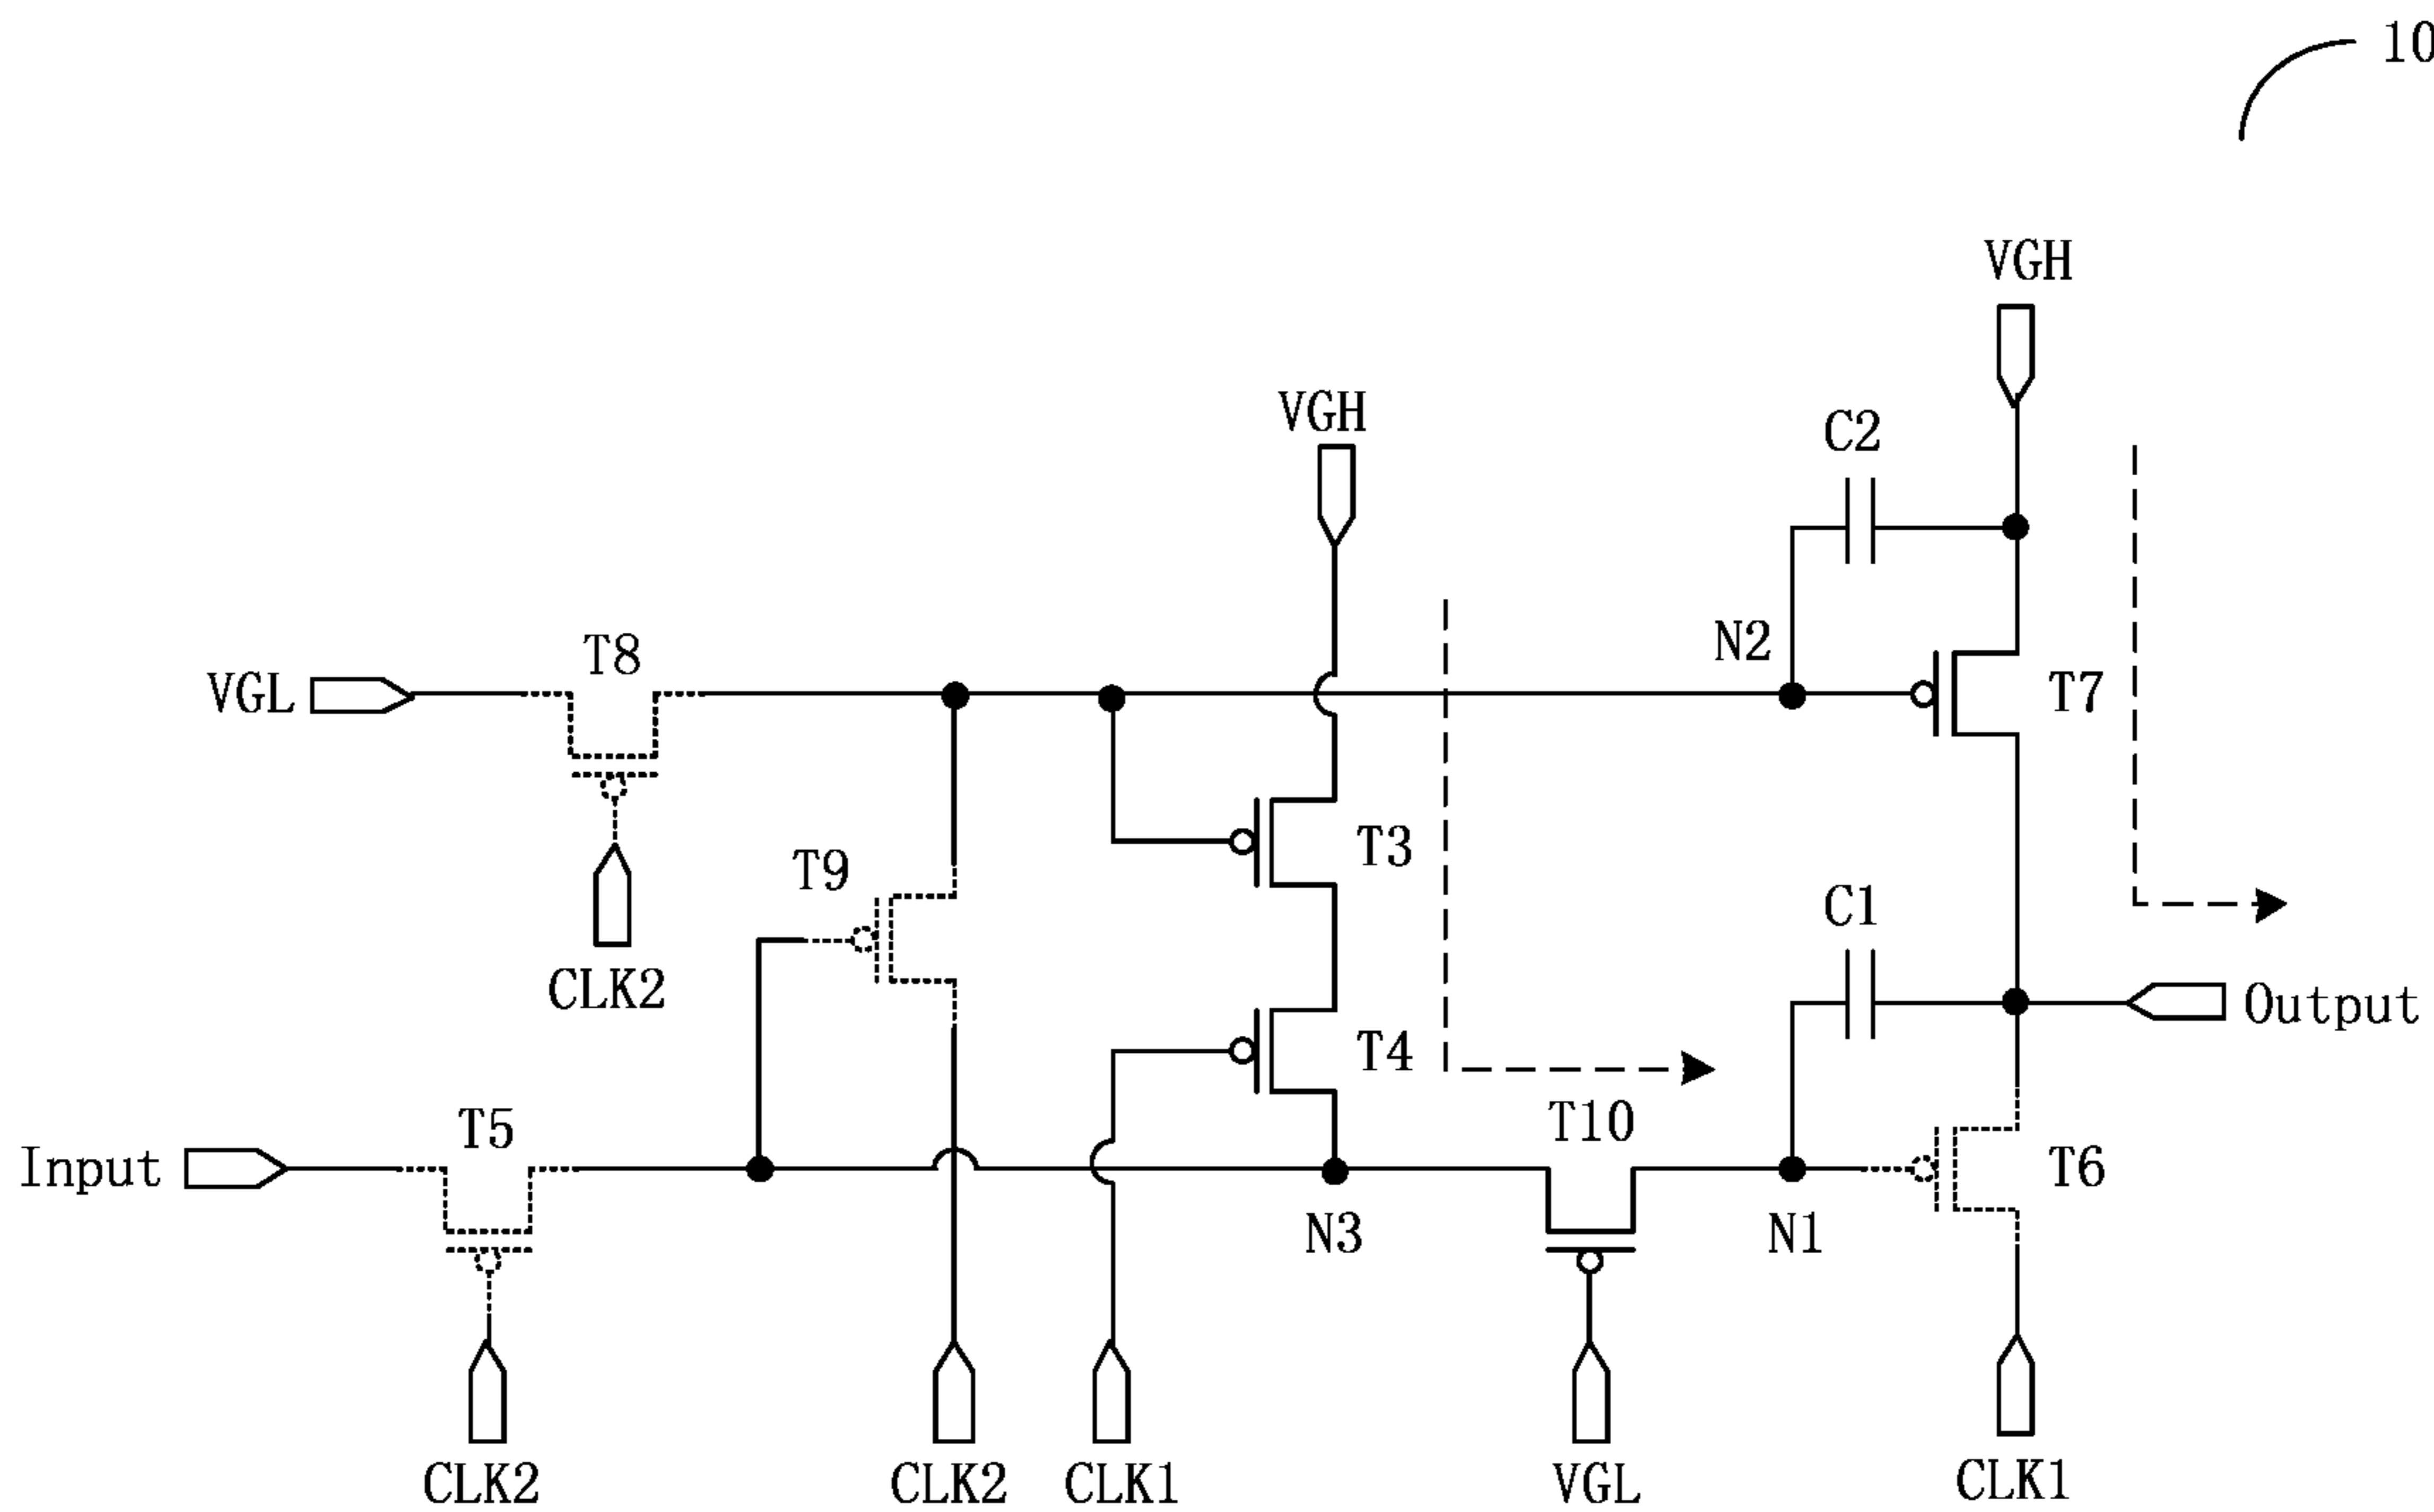 10
VGH
VGH
C2
N2
T8
VGL
T7
T3
T9
C1
CLK2
Output
T4
T5
T10
Input
T6
N3
N1
CLK2
CLK2
CLK1
VGL
CLK1